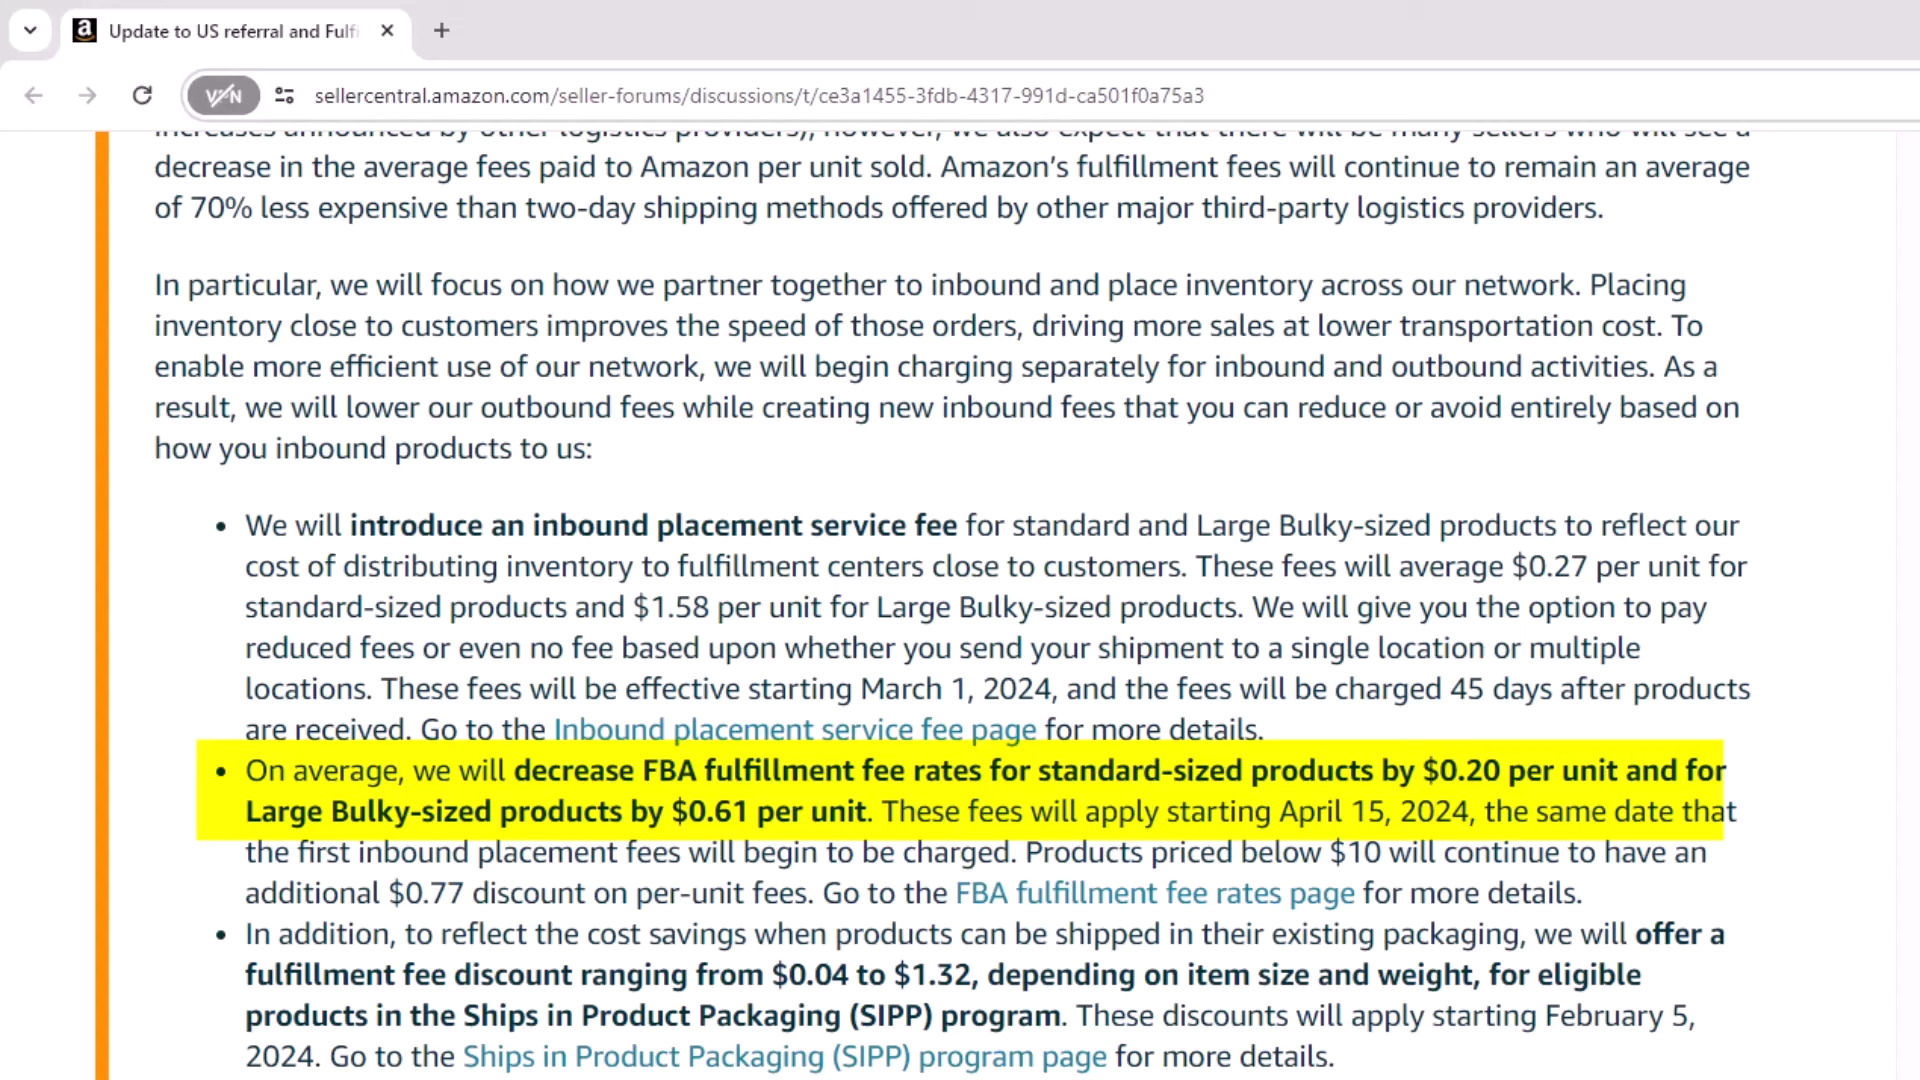 Update to US referral and Fulfi
VPN
sellercentral.amazon.com/seller-forums/discussions/t/ce3a1455-3fdb-4317-991d-ca501f0a75a3
increases announced by other logistics providers), however, we also expect that there will be many sellers who will see a
decrease in the average fees paid to Amazon per unit sold. Amazon’s fulfillment fees will continue to remain an average
of 70% less expensive than two-day shipping methods offered by other major third-party logistics providers.
In particular, we will focus on how we partner together to inbound and place inventory across our network. Placing
inventory close to customers improves the speed of those orders, driving more sales at lower transportation cost. To
enable more efficient use of our network, we will begin charging separately for inbound and outbound activities. As a
result, we will lower our outbound fees while creating new inbound fees that you can reduce or avoid entirely based on
how you inbound products to us:
• We will introduce an inbound placement service fee for standard and Large Bulky-sized products to reflect our
cost of distributing inventory to fulfillment centers close to customers. These fees will average $0.27 per unit for
standard-sized products and $1.58 per unit for Large Bulky-sized products. We will give you the option to pay
reduced fees or even no fee based upon whether you send your shipment to a single location or multiple
locations. These fees will be effective starting March 1, 2024, and the fees will be charged 45 days after products
are received. Go to the Inbound placement service fee page for more details.
• On average, we will decrease FBA fulfillment fee rates for standard-sized products by $0.20 per unit and for
Large Bulky-sized products by $0.61 per unit. These fees will apply starting April 15, 2024, the same date that
the first inbound placement fees will begin to be charged. Products priced below $10 will continue to have an
additional $0.77 discount on per-unit fees. Go to the FBA fulfillment fee rates page for more details.
• In addition, to reflect the cost savings when products can be shipped in their existing packaging, we will offer a
fulfillment fee discount ranging from $0.04 to $1.32, depending on item size and weight, for eligible
products in the Ships in Product Packaging (SIPP) program. These discounts will apply starting February 5,
2024. Go to the Ships in Product Packaging (SIPP) program page for more details.